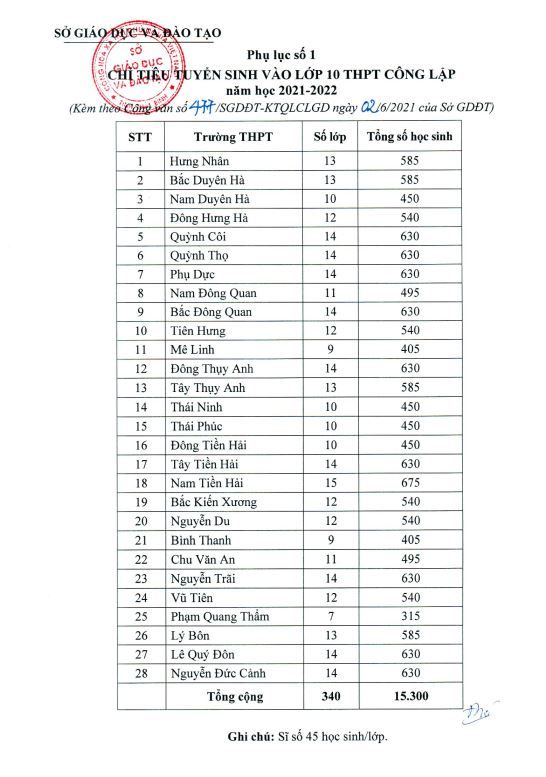 SỞ GIÁO DỤC VÀ ĐÀO TẠO
Phụ lục số 1
CHỈ TIÊU TUYỂN SINH VÀO LỚP 10 THPT CÔNG LẬP
năm học 2021-2022
(Kèm theo Công văn số 477/SGDĐT-KTQLCLGD ngày 02/6/2021 của Sở GDĐT)
SỞ
GIÁO DỤC
VÀ ĐÀO TẠO
STT Trường THPT Số lớp Tổng số học sinh
1 Hưng Nhân 13 585
2 Bắc Duyên Hà 13 585
3 Nam Duyên Hà 10 450
4 Đông Hưng Hà 12 540
5 Quỳnh Côi 14 630
6 Quỳnh Thọ 14 630
7 Phụ Dực 14 630
8 Nam Đông Quan 11 495
9 Bắc Đông Quan 14 630
10 Tiên Hưng 12 540
11 Mê Linh 9 405
12 Đông Thụy Anh 14 630
13 Tây Thụy Anh 13 585
14 Thái Ninh 10 450
15 Thái Phúc 10 450
16 Đông Tiền Hải 10 450
17 Tây Tiền Hải 14 630
18 Nam Tiền Hải 15 675
19 Bắc Kiến Xương 12 540
20 Nguyễn Du 12 540
21 Bình Thanh 9 405
22 Chu Văn An 11 495
23 Nguyễn Trãi 14 630
24 Vũ Tiên 12 540
25 Phạm Quang Thẩm 7 315
26 Lý Bôn 13 585
27 Lê Quý Đôn 14 630
28 Nguyễn Đức Cảnh 14 630
Tổng cộng 340 15.300
Ghi chú: Sĩ số 45 học sinh/lớp.